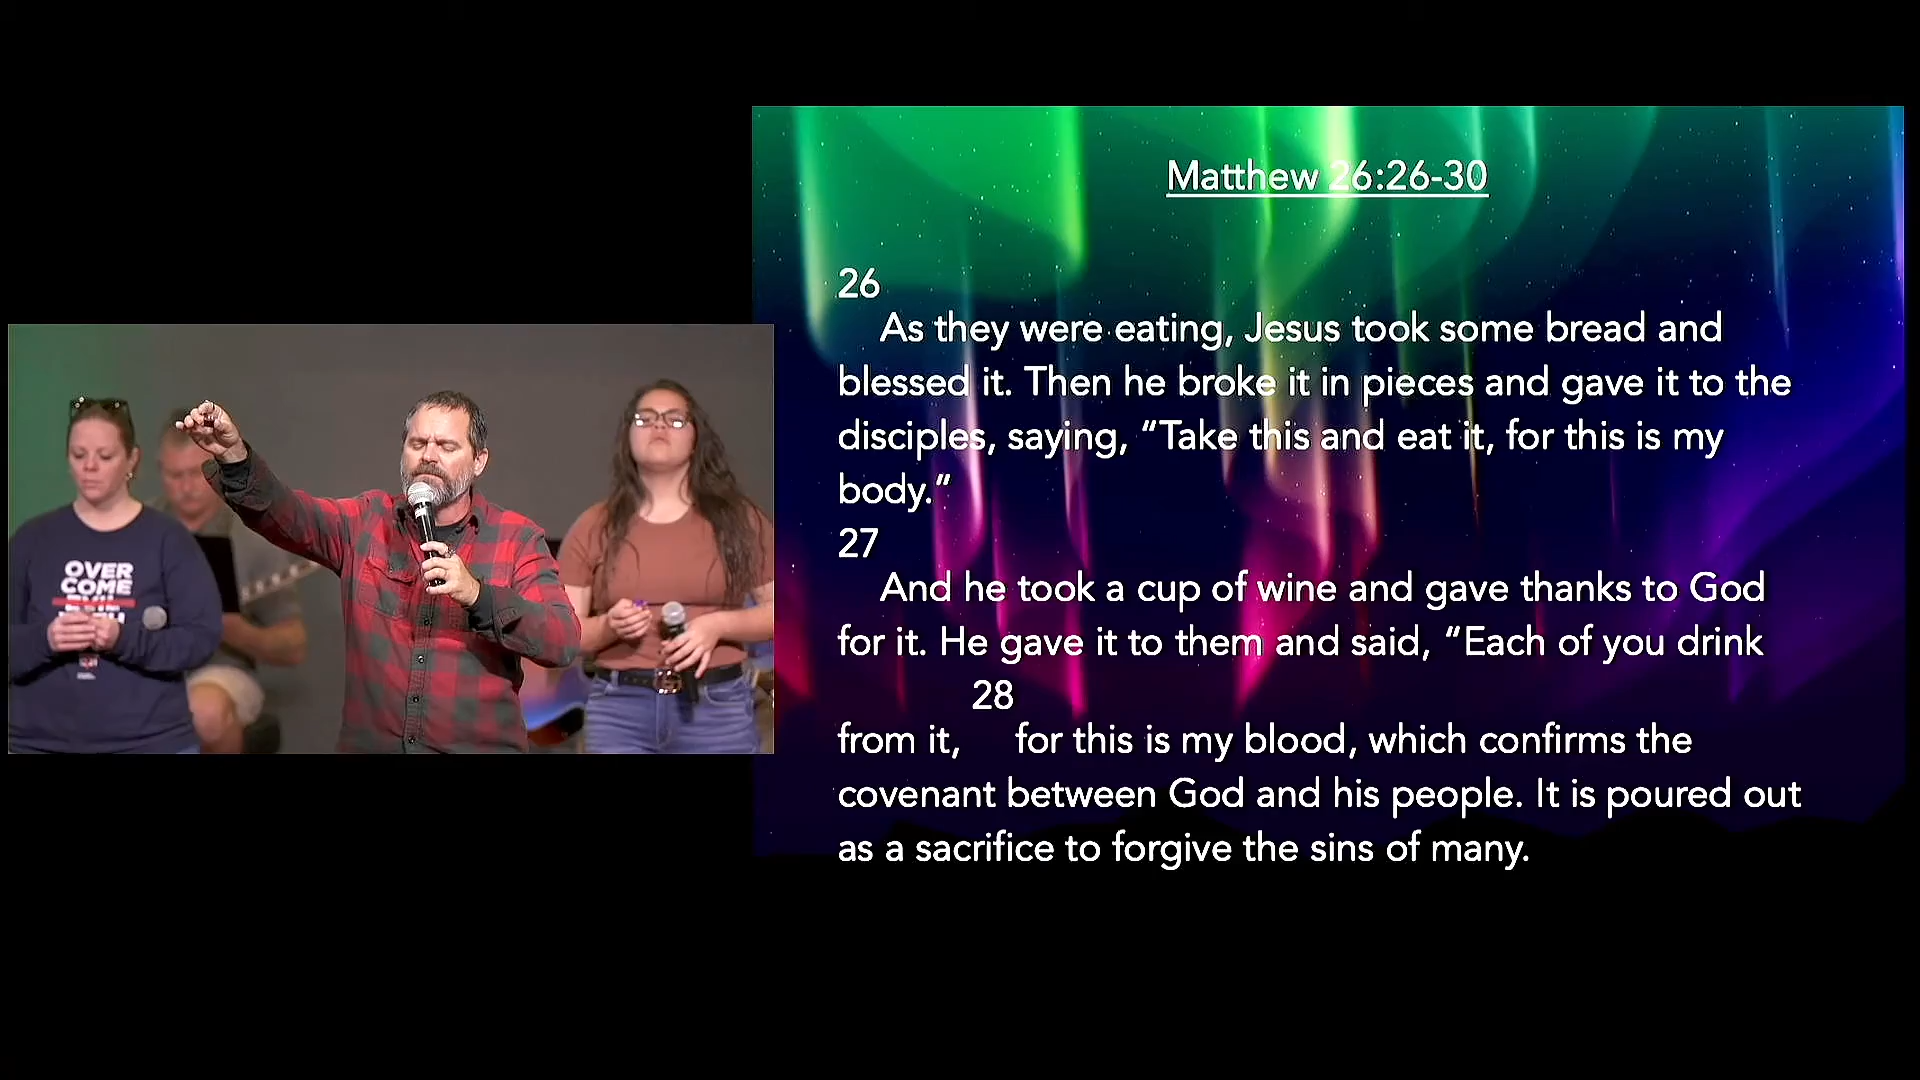 Matthew 26:26-30
26
As they were eating, Jesus took some bread and
blessed it. Then he broke it in pieces and gave it to the
disciples, saying, “Take this and eat it, for this is my
body.”
27
And he took a cup of wine and gave thanks to God
for it. He gave it to them and said, “Each of you drink
28
from it, for this is my blood, which confirms the
covenant between God and his people. It is poured out
as a sacrifice to forgive the sins of many.
OVER
COME